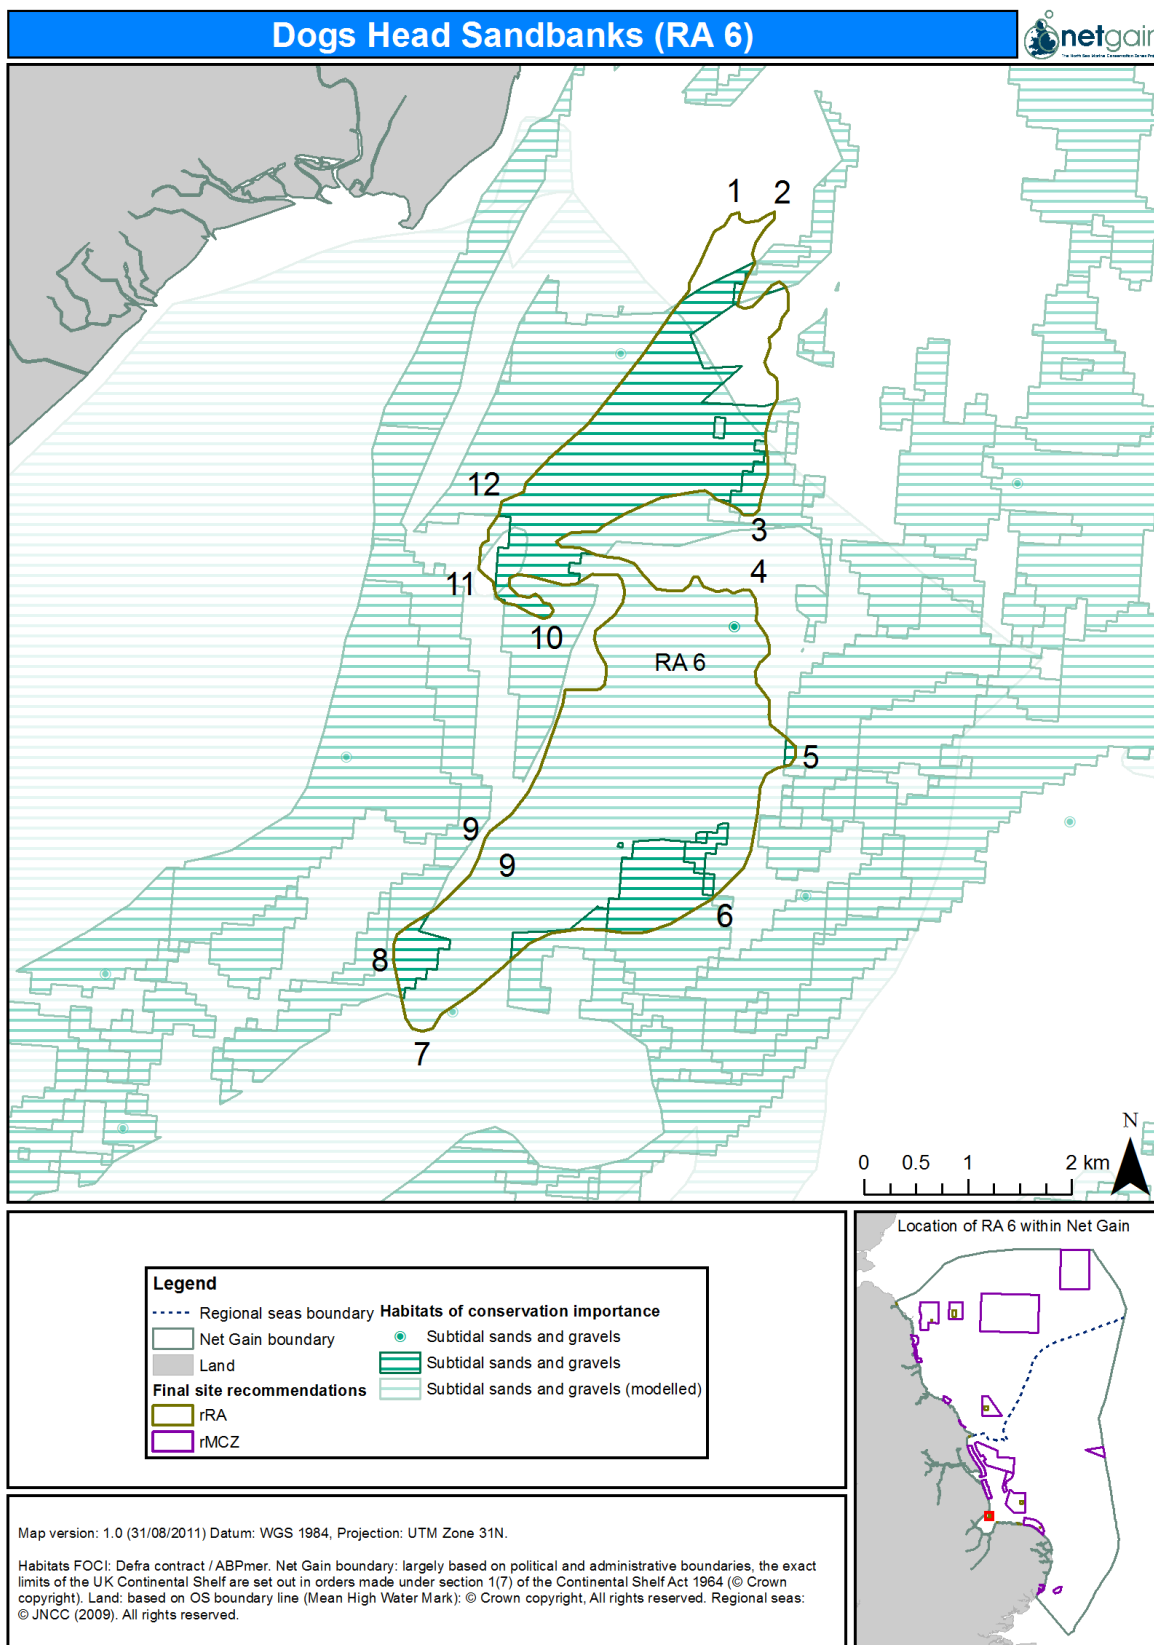 Dogs Head Sandbanks (RA 6)
netgain
1
2
12
3
11
4
10
RA 6
5
9
9
6
8
7
N
0 0.5 1 2 km
Location of RA 6 within Net Gain
Legend
Regional seas boundary
Net Gain boundary
Land
Final site recommendations
rRA
rMCZ
Habitats of conservation importance
Subtidal sands and gravels
Subtidal sands and gravels
Subtidal sands and gravels (modelled)
Map version: 1.0 (31/08/2011) Datum: WGS 1984, Projection: UTM Zone 31N.
Habitats FOCI: Defra contract / ABPmer. Net Gain boundary: largely based on political and administrative boundaries, the exact
limits of the UK Continental Shelf are set out in orders made under section 1(7) of the Continental Shelf Act 1964 (© Crown
copyright). Land: based on OS boundary line (Mean High Water Mark): © Crown copyright, All rights reserved. Regional seas:
© JNCC (2009). All rights reserved.